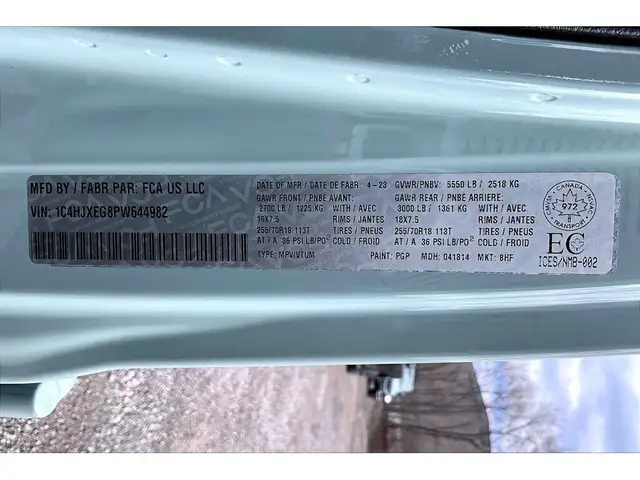 MFD BY / FABR PAR: FCA US LLC
VIN: 1C4HJXEG8PW644982
DATE OF MFR / DATE DE FABR: 4-23 GVWR/PNBV: 5550 LB / 2518 KG
GAWR FRONT / PNBE AVANT: GAWR REAR / PNBE ARRIERE:
2700 LB / 1225 KG WITH / AVEC 3000 LB / 1361 KG WITH / AVEC
18X7.5 RIMS / JANTES 18X7.5 RIMS / JANTES
255/70R18 113T TIRES / PNEUS 255/70R18 113T TIRES / PNEUS
AT / A 36 PSI LB/PO² COLD / FROID AT / A 36 PSI LB/PO² COLD / FROID
TYPE: MPV/VTUM PAINT: PGP MDH: 041814 MKT: 8HF
CANADA
972
TRANSPORT
EC
ICES/NMB-002